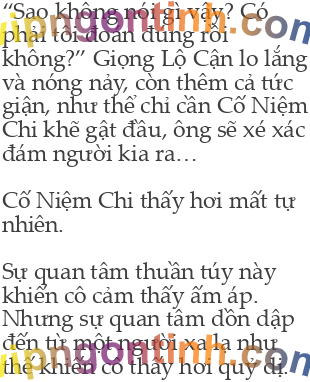 “Sao không nói gì vậy? Có
phải tôi đoán đúng rồi
không?” Giọng Lộ Cận lo lắng
và nóng nảy, còn thêm cả tức
giận, như thể chỉ cần Cố Niệm
Chi khẽ gật đầu, ông sẽ xé xác
đám người kia ra…
Cố Niệm Chi thấy hơi mất tự
nhiên.
Sự quan tâm thuần túy này
khiến cô cảm thấy ấm áp.
Nhưng sự quan tâm dồn dập
đến từ một người xa lạ như
thế khiến cô thấy hơi quỷ dị.
vipngontinh.com
vipngontinh.com